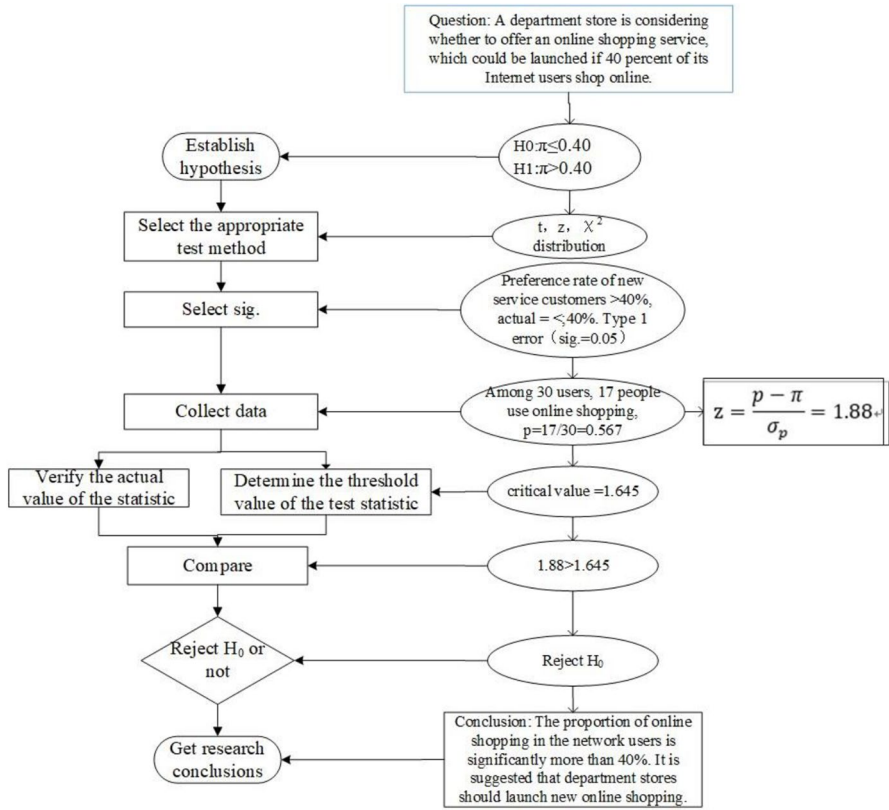 Question: A department store is considering
whether to offer an online shopping service,
which could be launched if 40 percent of its
Internet users shop online.
Establish
hypothesis
H0:π≤0.40
H1:π>0.40
Select the appropriate
test method
t, z, χ²
distribution
Select sig.
Preference rate of new
service customers >40%,
actual = <;40%. Type 1
error (sig.=0.05)
Collect data
Among 30 users, 17 people
use online shopping,
p=17/30=0.567
z = (p − π)/σₚ = 1.88↵
Verify the actual
value of the statistic
Determine the threshold
value of the test statistic
critical value =1.645
Compare
1.88>1.645
Reject H₀ or
not
Reject H₀
Get research
conclusions
Conclusion: The proportion of online
shopping in the network users is
significantly more than 40%. It is
suggested that department stores
should launch new online shopping.